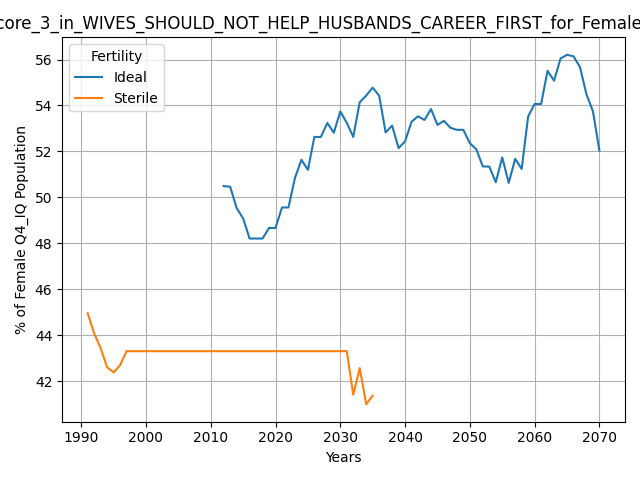 core_3_in_WIVES_SHOULD_NOT_HELP_HUSBANDS_CAREER_FIRST_for_Female
Fertility
Ideal
Sterile
% of Female Q4_IQ Population
56
54
52
50
48
46
44
42
1990 2000 2010 2020 2030 2040 2050 2060 2070
Years